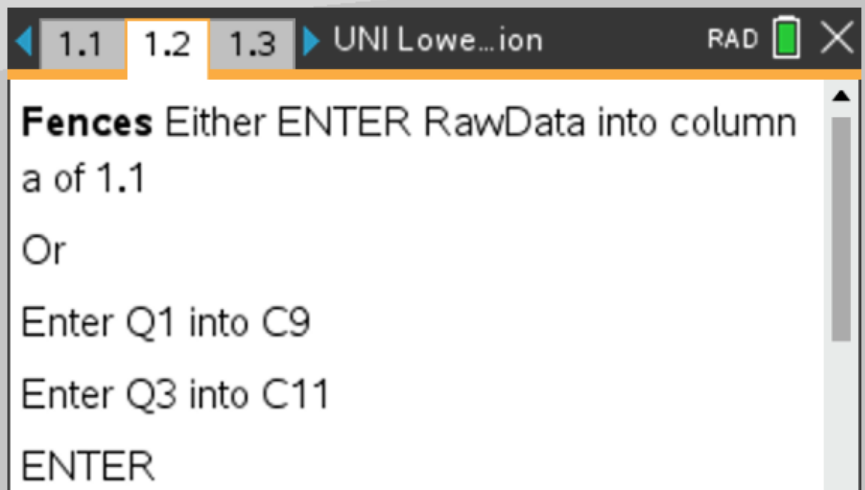 1.1 1.2 1.3 UNI Lowe...ion RAD
Fences Either ENTER RawData into column
a of 1.1
Or
Enter Q1 into C9
Enter Q3 into C11
ENTER